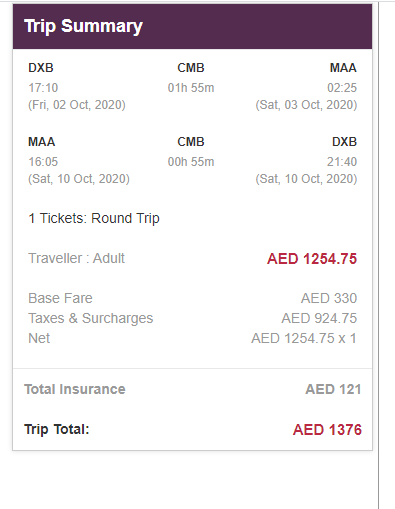 Trip Summary
DXB CMB MAA
17:10 01h 55m 02:25
(Fri, 02 Oct, 2020) (Sat, 03 Oct, 2020)
MAA CMB DXB
16:05 00h 55m 21:40
(Sat, 10 Oct, 2020) (Sat, 10 Oct, 2020)
1 Tickets: Round Trip
Traveller : Adult AED 1254.75
Base Fare AED 330
Taxes & Surcharges AED 924.75
Net AED 1254.75 x 1
Total Insurance AED 121
Trip Total: AED 1376